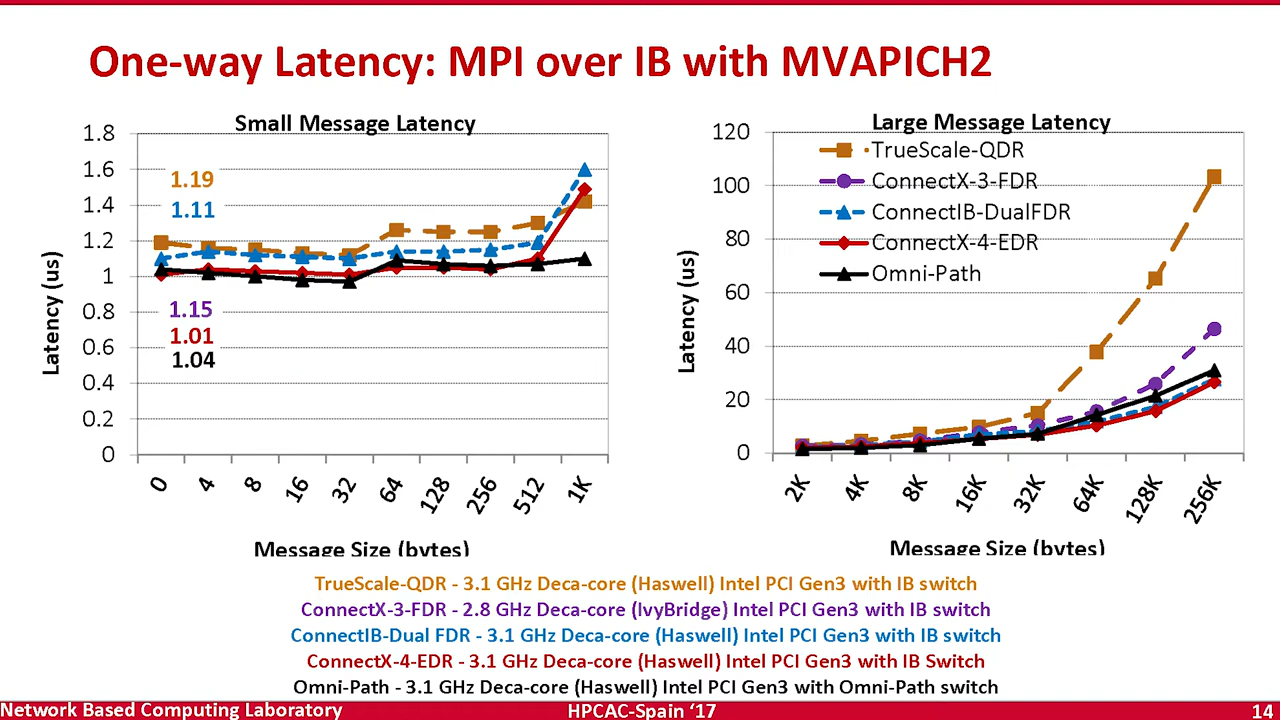 One-way Latency: MPI over IB with MVAPICH2
Small Message Latency
1.8
1.6
1.4
1.2
1
0.8
0.6
0.4
0.2
0
1.19
1.11
1.15
1.01
1.04
Latency (us)
0 4 8 16 32 64 128 256 512 1K
Message Size (bytes)
Large Message Latency
120
100
80
60
40
20
0
TrueScale-QDR
ConnectX-3-FDR
ConnectIB-DualFDR
ConnectX-4-EDR
Omni-Path
Latency (us)
2K 4K 8K 16K 32K 64K 128K 256K
Message Size (bytes)
TrueScale-QDR - 3.1 GHz Deca-core (Haswell) Intel PCI Gen3 with IB switch
ConnectX-3-FDR - 2.8 GHz Deca-core (IvyBridge) Intel PCI Gen3 with IB switch
ConnectIB-Dual FDR - 3.1 GHz Deca-core (Haswell) Intel PCI Gen3 with IB switch
ConnectX-4-EDR - 3.1 GHz Deca-core (Haswell) Intel PCI Gen3 with IB Switch
Omni-Path - 3.1 GHz Deca-core (Haswell) Intel PCI Gen3 with Omni-Path switch
Network Based Computing Laboratory
HPCAC-Spain ‘17
14